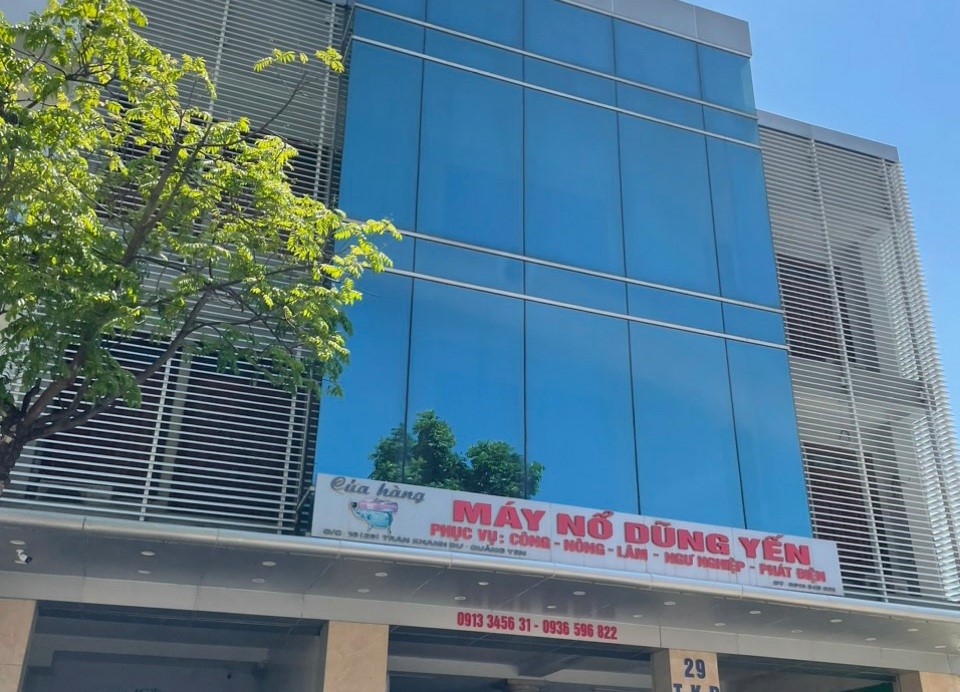 Cửa hàng
MÁY NỔ DŨNG YẾN
PHỤC VỤ: CÔNG - NÔNG - LÂM - NGƯ NGHIỆP - PHÁT ĐIỆN
TRẦN KHÁNH DƯ - QUẢNG YÊN
0913 3456 31 - 0936 596 822
29
T.K.D